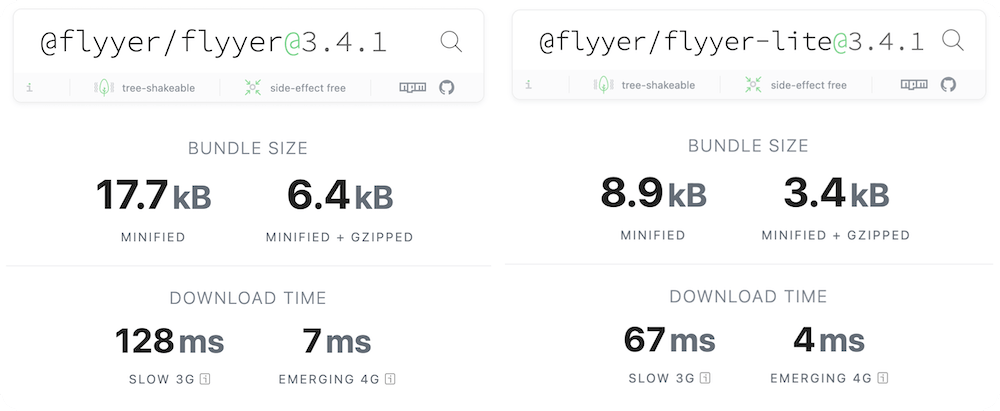 @flyyer/flyyer@3.4.1
i tree-shakeable side-effect free npm
BUNDLE SIZE
17.7 kB 6.4 kB
MINIFIED MINIFIED + GZIPPED
DOWNLOAD TIME
128 ms 7 ms
SLOW 3G i EMERGING 4G i
@flyyer/flyyer-lite@3.4.1
i tree-shakeable side-effect free npm
BUNDLE SIZE
8.9 kB 3.4 kB
MINIFIED MINIFIED + GZIPPED
DOWNLOAD TIME
67 ms 4 ms
SLOW 3G i EMERGING 4G i